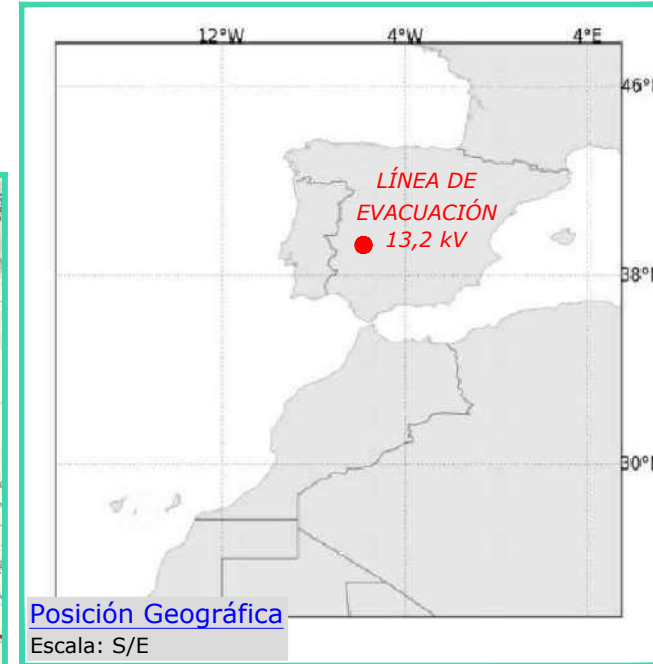 12°W 4°W 4°E
46°N
LÍNEA DE
EVACUACIÓN
13,2 kV
38°N
30°N
Posición Geográfica
Escala: S/E